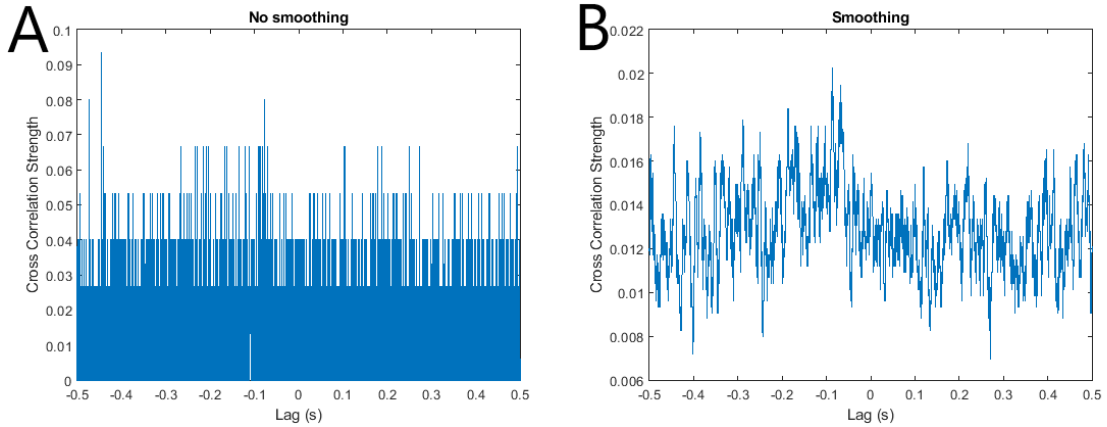 A
No smoothing
0.1
0.09
0.08
0.07
0.06
0.05
0.04
0.03
0.02
0.01
0
Cross Correlation Strength
-0.5 -0.4 -0.3 -0.2 -0.1 0 0.1 0.2 0.3 0.4 0.5
Lag (s)
B
Smoothing
0.022
0.02
0.018
0.016
0.014
0.012
0.01
0.008
0.006
Cross Correlation Strength
-0.5 -0.4 -0.3 -0.2 -0.1 0 0.1 0.2 0.3 0.4 0.5
Lag (s)